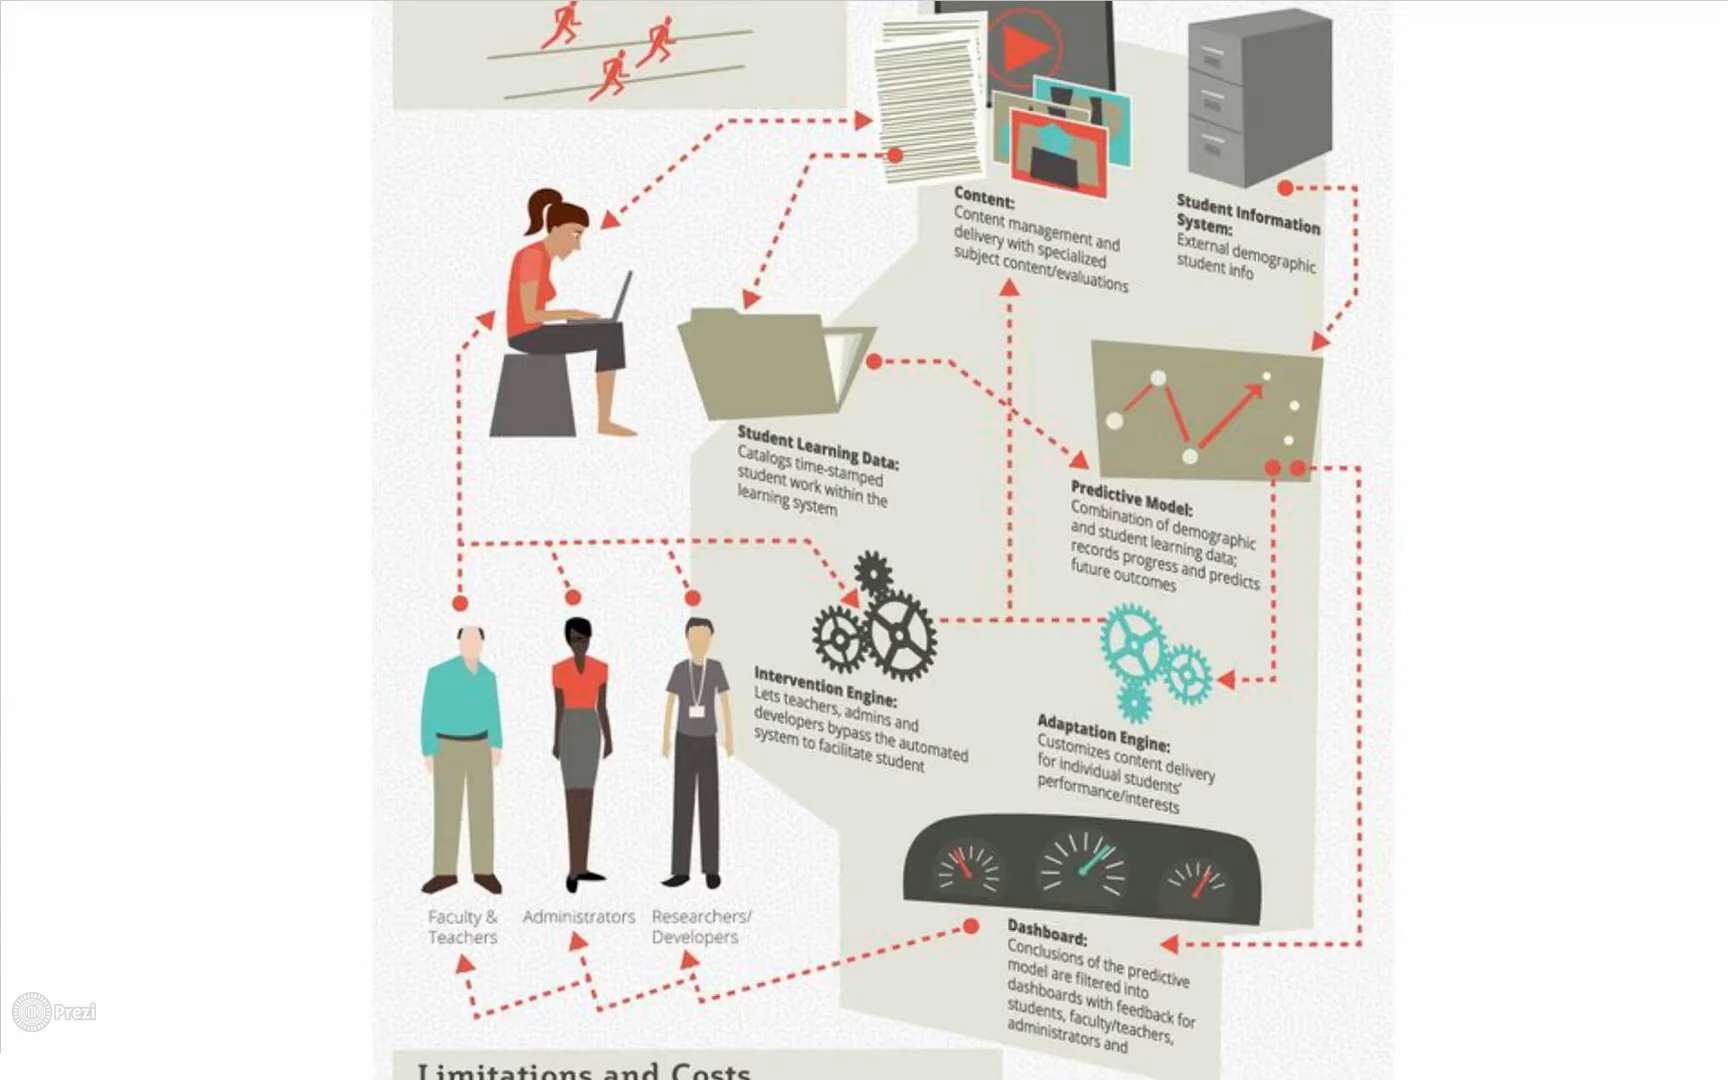 Content:
Content management and
delivery with specialized
subject content/evaluations
Student Information
System:
External demographic
student info
Student Learning Data:
Catalogs time-stamped
student work within the
learning system
Predictive Model:
Combination of demographic
and student learning data;
records progress and predicts
future outcomes
Intervention Engine:
Lets teachers, admins and
developers bypass the automated
system to facilitate student
Adaptation Engine:
Customizes content delivery
for individual students'
performance/interests
Faculty &
Teachers
Administrators
Researchers/
Developers
Dashboard:
Conclusions of the predictive
model are filtered into
dashboards with feedback for
students, faculty/teachers,
administrators and
Prezi
Limitations and Costs